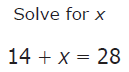 Solve for x
14 + x = 28